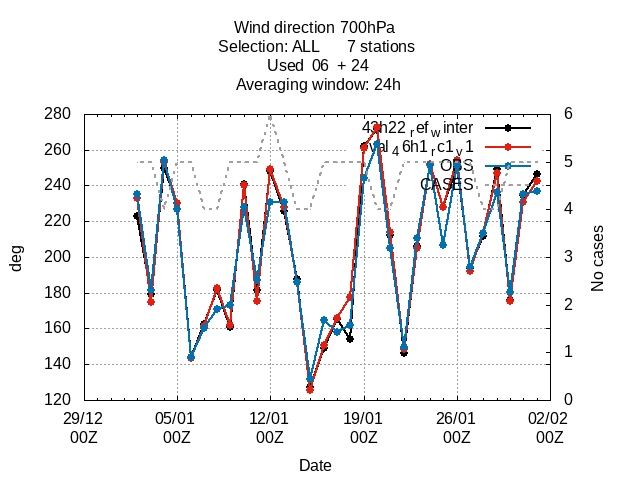 Wind direction 700hPa
Selection: ALL 7 stations
Used 06 + 24
Averaging window: 24h
280
260
240
220
200
180
160
140
120
deg
6
5
4
3
2
1
0
No cases
43h22_ref_winter
val_46h1_rc1_v1
OBS
CASES
29/12 05/01 12/01 19/01 26/01 02/02
00Z 00Z 00Z 00Z 00Z 00Z
Date